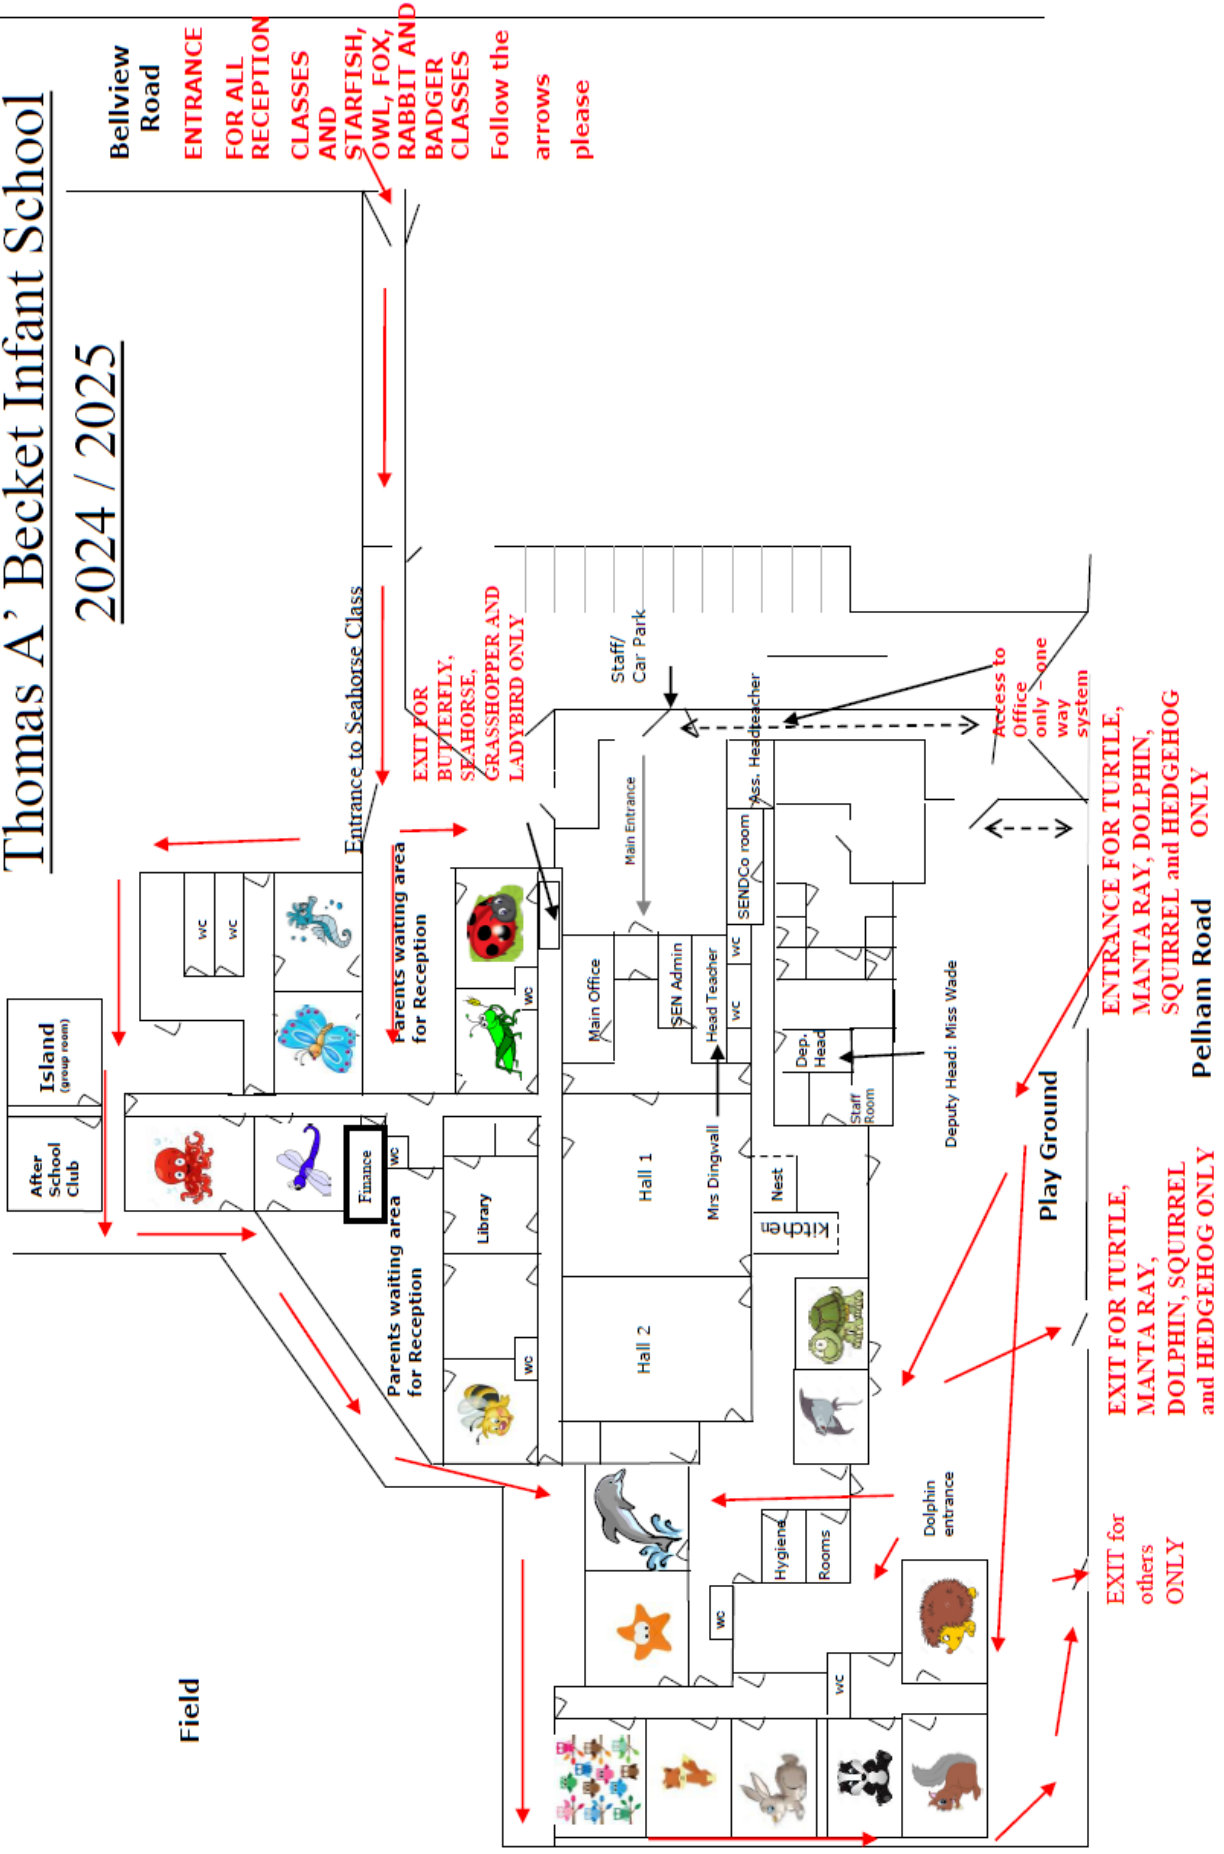 Thomas A' Becket Infant School
2024 / 2025
Bellview
Road
ENTRANCE
FOR ALL
RECEPTION
CLASSES
AND
STARFISH,
OWL, FOX,
RABBIT AND
BADGER
CLASSES
Follow the
arrows
please
Entrance to Seahorse Class
EXIT FOR
BUTTERFLY,
SEAHORSE,
GRASSHOPPER AND
LADYBIRD ONLY
Staff/
Car Park
Access to
Office
only – one
way
system
Ass. Headteacher
Main Entrance
SENDCo room
ENTRANCE FOR TURTLE,
MANTA RAY, DOLPHIN,
SQUIRREL and HEDGEHOG
ONLY
Pelham Road
wc
wc
Parents waiting area
for Reception
wc
Main Office
SEN Admin
Head Teacher
wc
wc
Dep.
Head
Deputy Head: Miss Wade
Staff
Room
Island
(group room)
After
School
Club
Finance
wc
Library
Parents waiting area
for Reception
wc
Hall 1
Mrs Dingwall
Nest
Kitchen
Hall 2
Play Ground
EXIT FOR TURTLE,
MANTA RAY,
DOLPHIN, SQUIRREL
and HEDGEHOG ONLY
Dolphin
entrance
Hygiene
Rooms
wc
wc
EXIT for
others
ONLY
Field